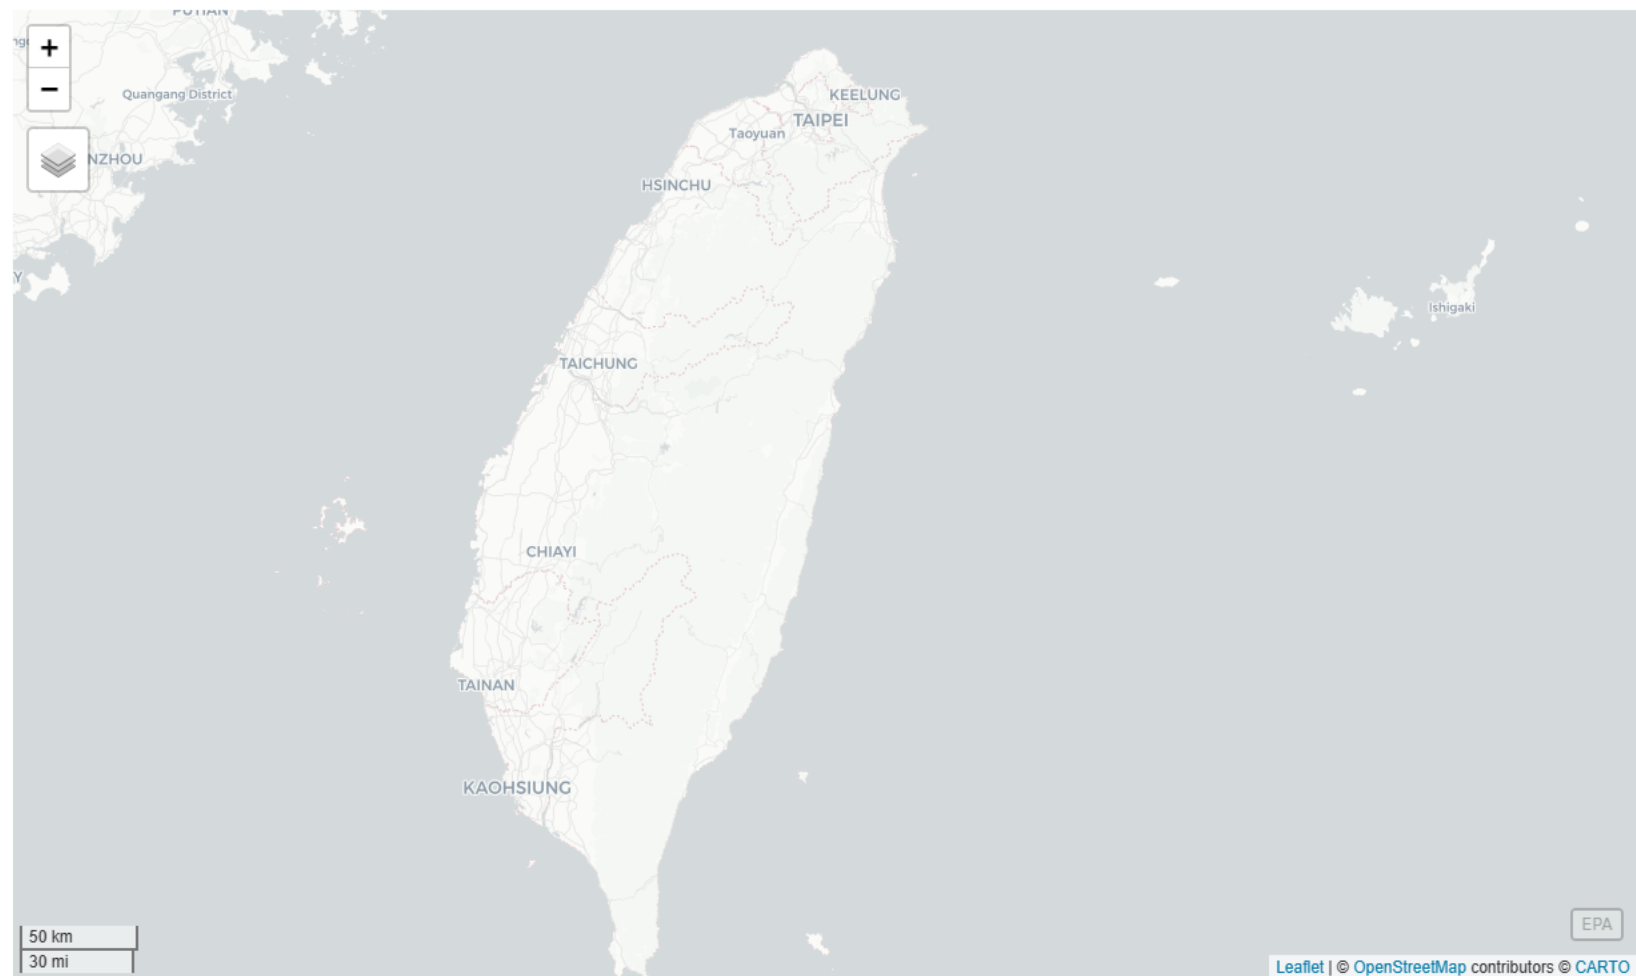 PUTIAN
+
−
Quangang District
NZHOU
Y
KEELUNG
TAIPEI
Taoyuan
HSINCHU
Ishigaki
TAICHUNG
CHIAYI
TAINAN
KAOHSIUNG
50 km
30 mi
EPA
Leaflet | © OpenStreetMap contributors © CARTO